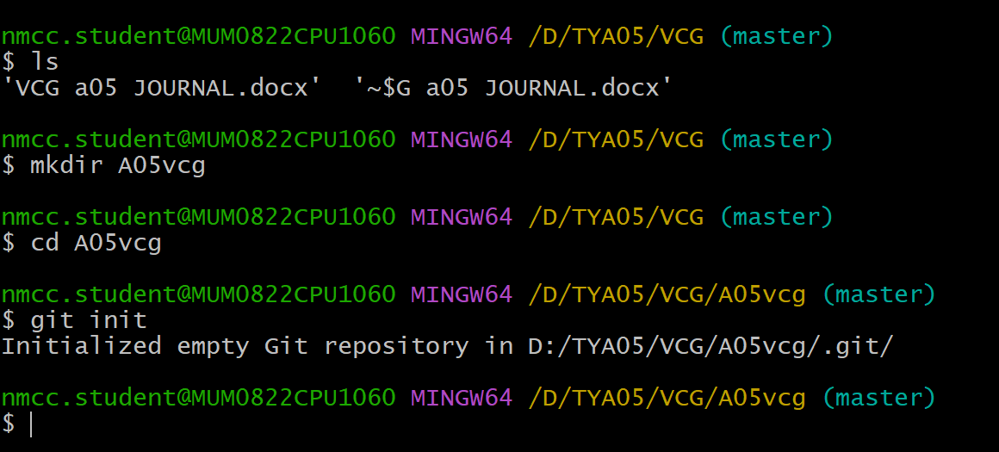 nmcc.student@MUM0822CPU1060 MINGW64 /D/TYA05/VCG (master)
$ ls
'VCG a05 JOURNAL.docx'  '~$G a05 JOURNAL.docx'
nmcc.student@MUM0822CPU1060 MINGW64 /D/TYA05/VCG (master)
$ mkdir A05vcg
nmcc.student@MUM0822CPU1060 MINGW64 /D/TYA05/VCG (master)
$ cd A05vcg
nmcc.student@MUM0822CPU1060 MINGW64 /D/TYA05/VCG/A05vcg (master)
$ git init
Initialized empty Git repository in D:/TYA05/VCG/A05vcg/.git/
nmcc.student@MUM0822CPU1060 MINGW64 /D/TYA05/VCG/A05vcg (master)
$